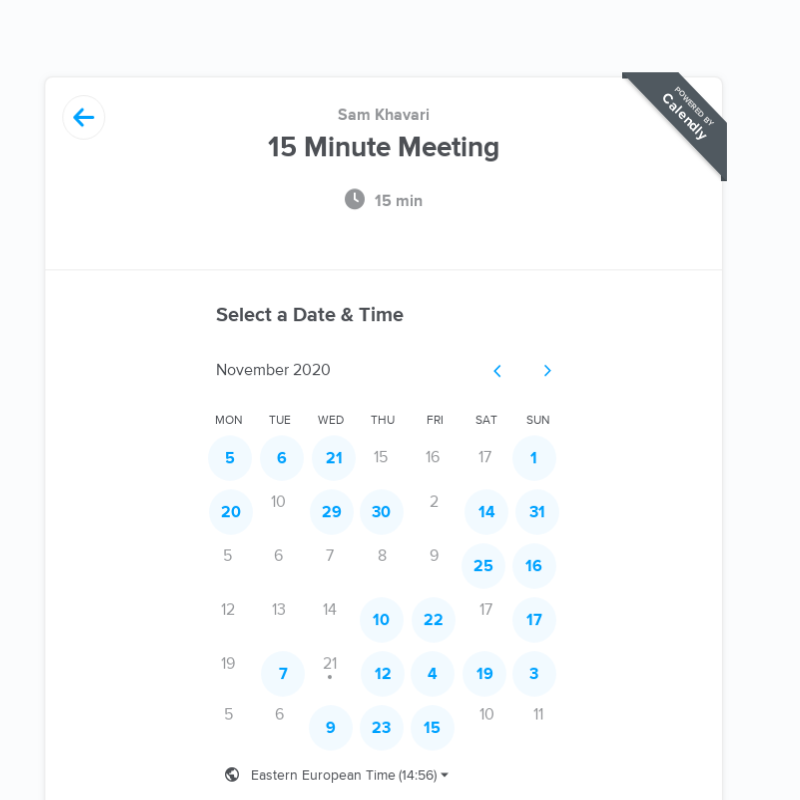 POWERED BY
Calendly
Sam Khavari
15 Minute Meeting
15 min
Select a Date & Time
November 2020
MON TUE WED THU FRI SAT SUN
5 6 21 15 16 17 1
20 10 29 30 2 14 31
5 6 7 8 9 25 16
12 13 14 10 22 17 17
19 7 21 12 4 19 3
5 6 9 23 15 10 11
Eastern European Time (14:56)